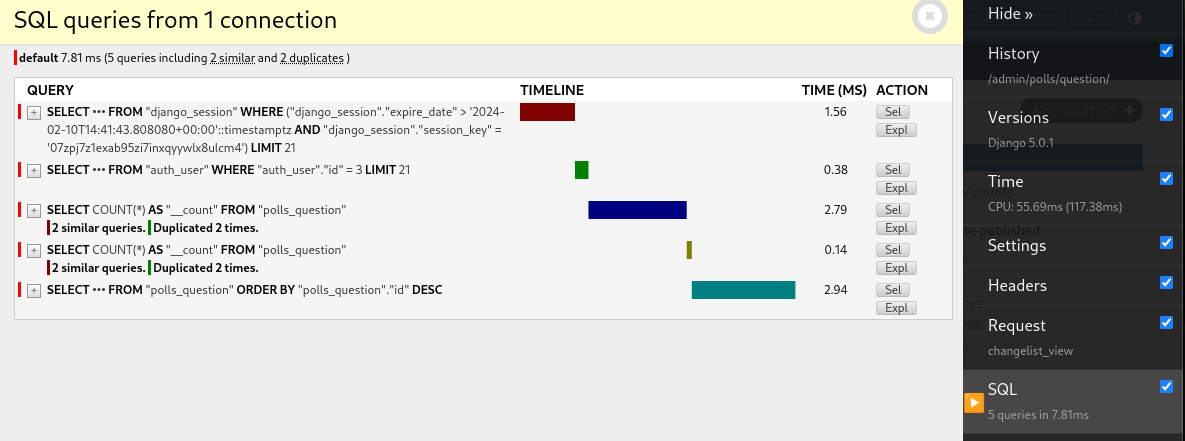 SQL queries from 1 connection
default 7.81 ms (5 queries including 2 similar and 2 duplicates )
QUERY TIMELINE TIME (MS) ACTION
+ SELECT ••• FROM "django_session" WHERE ("django_session"."expire_date" > '2024-
02-10T14:41:43.808080+00:00'::timestamptz AND "django_session"."session_key" =
'07zpj7z1exab95zi7inxqyywlx8ulcm4') LIMIT 21
1.56 Sel
Expl
+ SELECT ••• FROM "auth_user" WHERE "auth_user"."id" = 3 LIMIT 21 0.38 Sel
Expl
+ SELECT COUNT(*) AS "__count" FROM "polls_question" 2.79 Sel
2 similar queries. Duplicated 2 times. Expl
+ SELECT COUNT(*) AS "__count" FROM "polls_question" 0.14 Sel
2 similar queries. Duplicated 2 times. Expl
+ SELECT ••• FROM "polls_question" ORDER BY "polls_question"."id" DESC 2.94 Sel
Expl
Hide »
LOG OUT
History
/admin/polls/question/
ADD QUESTION +
Versions
Django 5.0.1
Time
CPU: 55.69ms (117.38ms)
Settings
Headers
Request
changelist_view
SQL
5 queries in 7.81ms